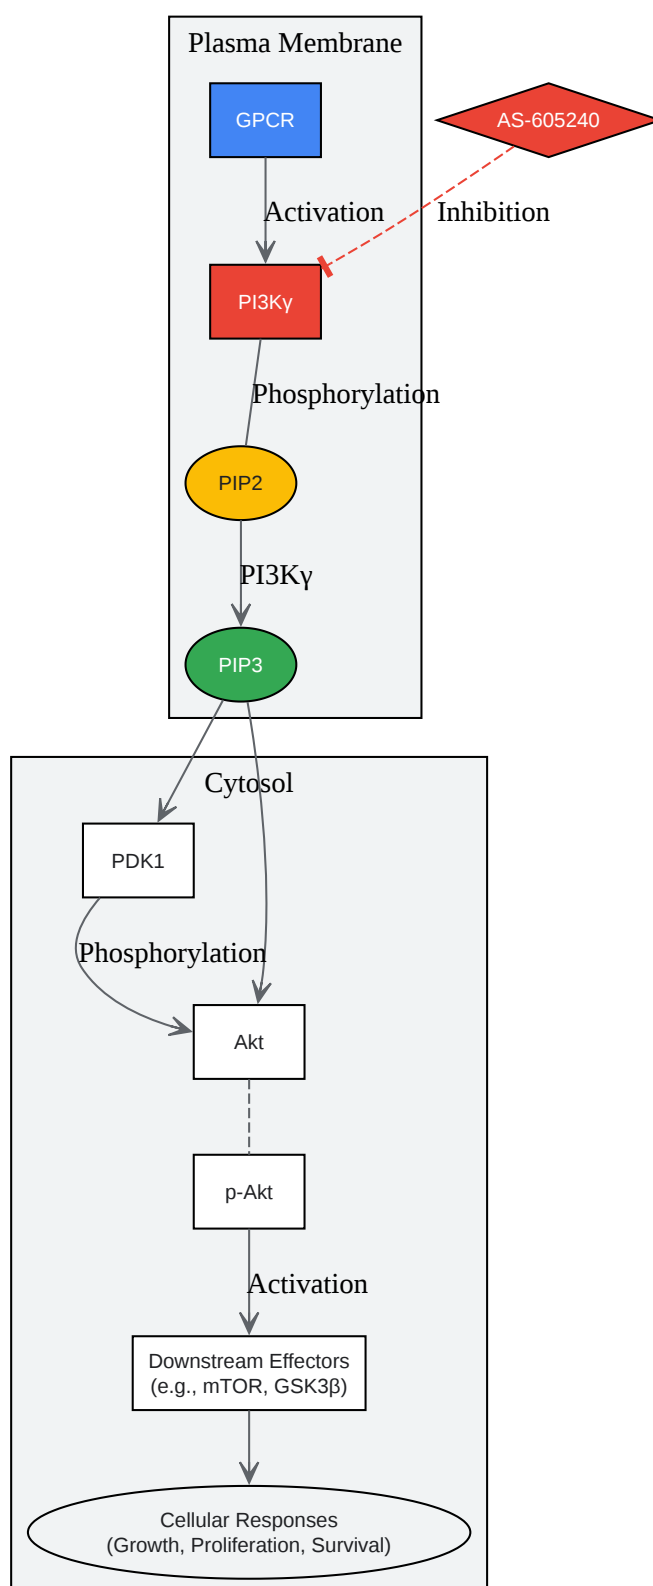 Plasma Membrane
GPCR
AS-605240
Activation
Inhibition
PI3Kγ
Phosphorylation
PIP2
PI3Kγ
PIP3
Cytosol
PDK1
Phosphorylation
Akt
p-Akt
Activation
Downstream Effectors
(e.g., mTOR, GSK3β)
Cellular Responses
(Growth, Proliferation, Survival)